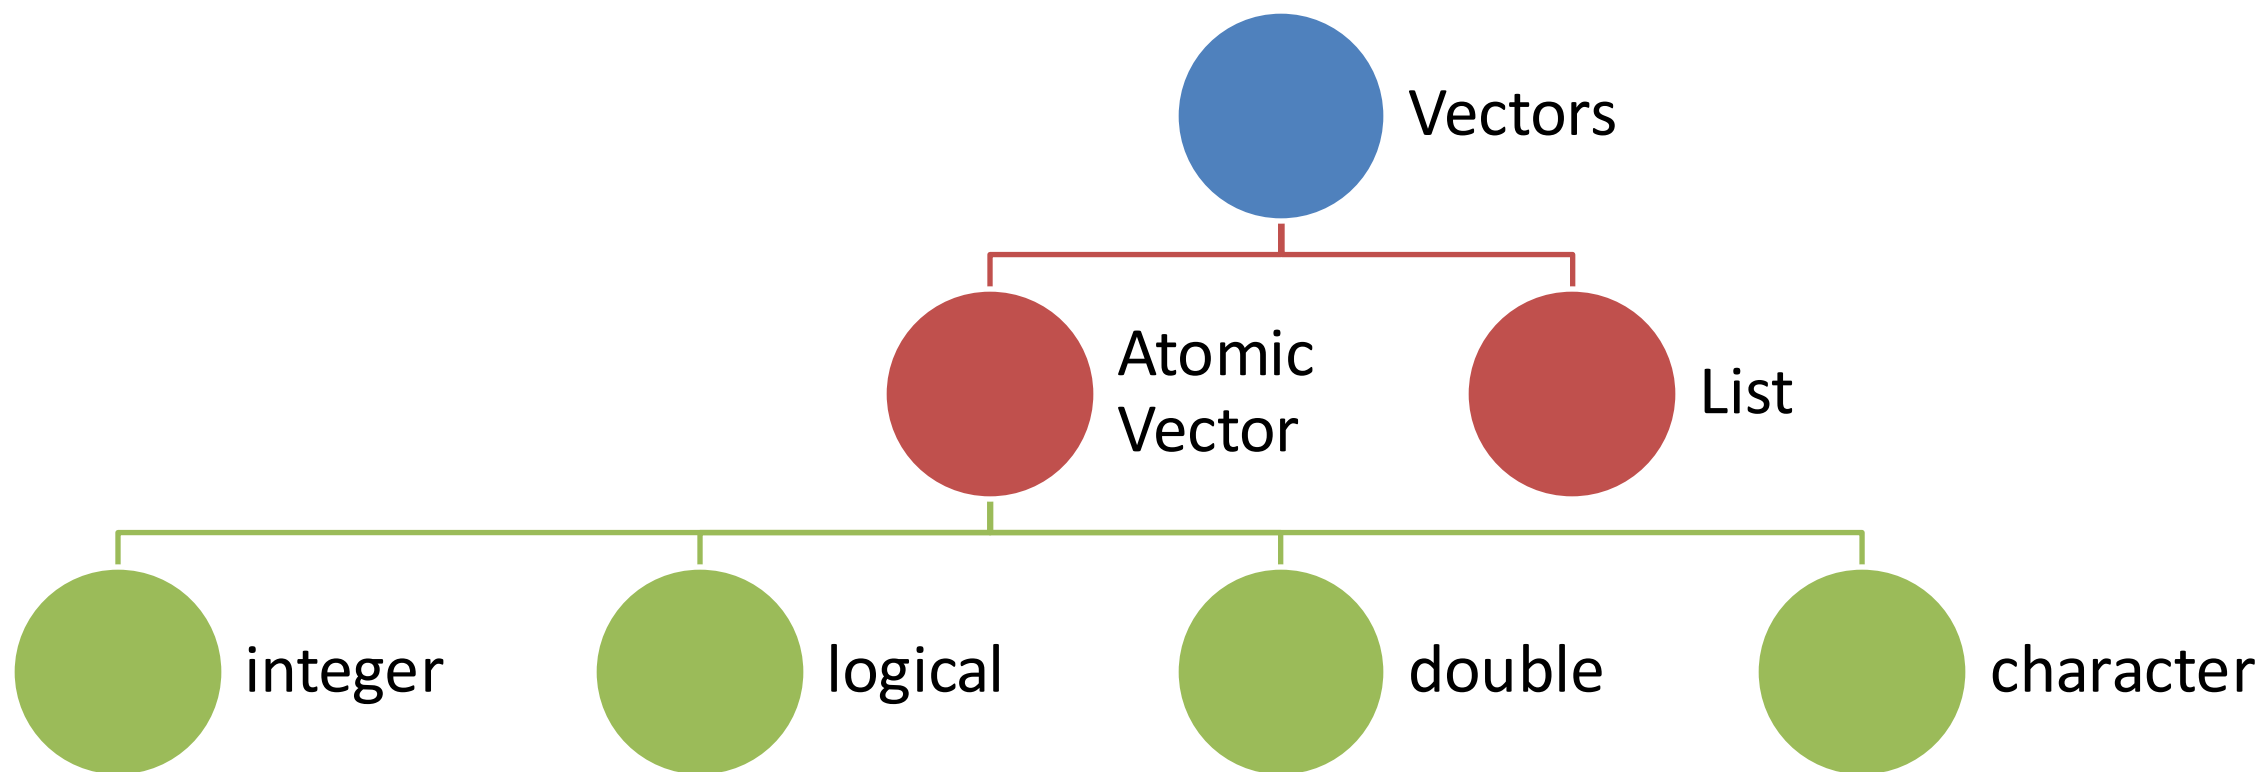 Vectors
Atomic
Vector
List
integer
logical
double
character